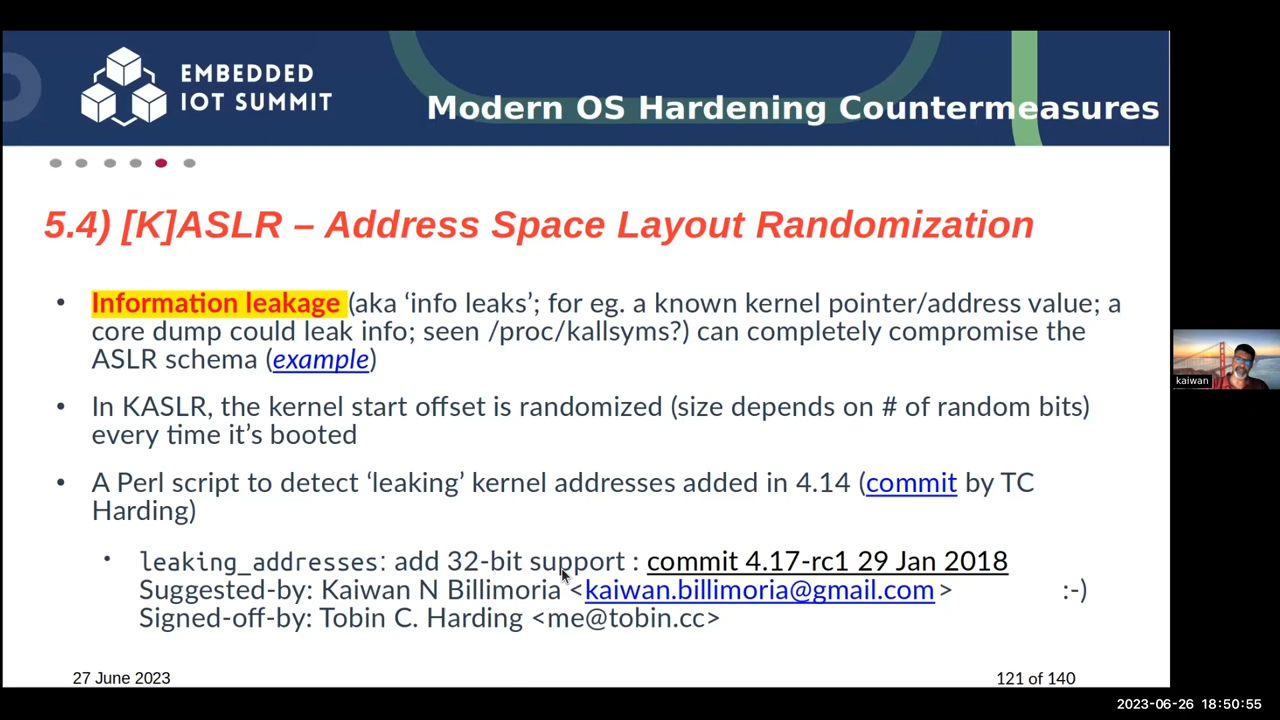 EMBEDDED
IOT SUMMIT
Modern OS Hardening Countermeasures
5.4) [K]ASLR – Address Space Layout Randomization
• Information leakage (aka ‘info leaks’; for eg. a known kernel pointer/address value; a
core dump could leak info; seen /proc/kallsyms?) can completely compromise the
ASLR schema (example)
• In KASLR, the kernel start offset is randomized (size depends on # of random bits)
every time it’s booted
• A Perl script to detect ‘leaking’ kernel addresses added in 4.14 (commit by TC
Harding)
• leaking_addresses: add 32-bit support : commit 4.17-rc1 29 Jan 2018
Suggested-by: Kaiwan N Billimoria <kaiwan.billimoria@gmail.com> :-)
Signed-off-by: Tobin C. Harding <me@tobin.cc>
27 June 2023
121 of 140
kaiwan
2023-06-26 18:50:55